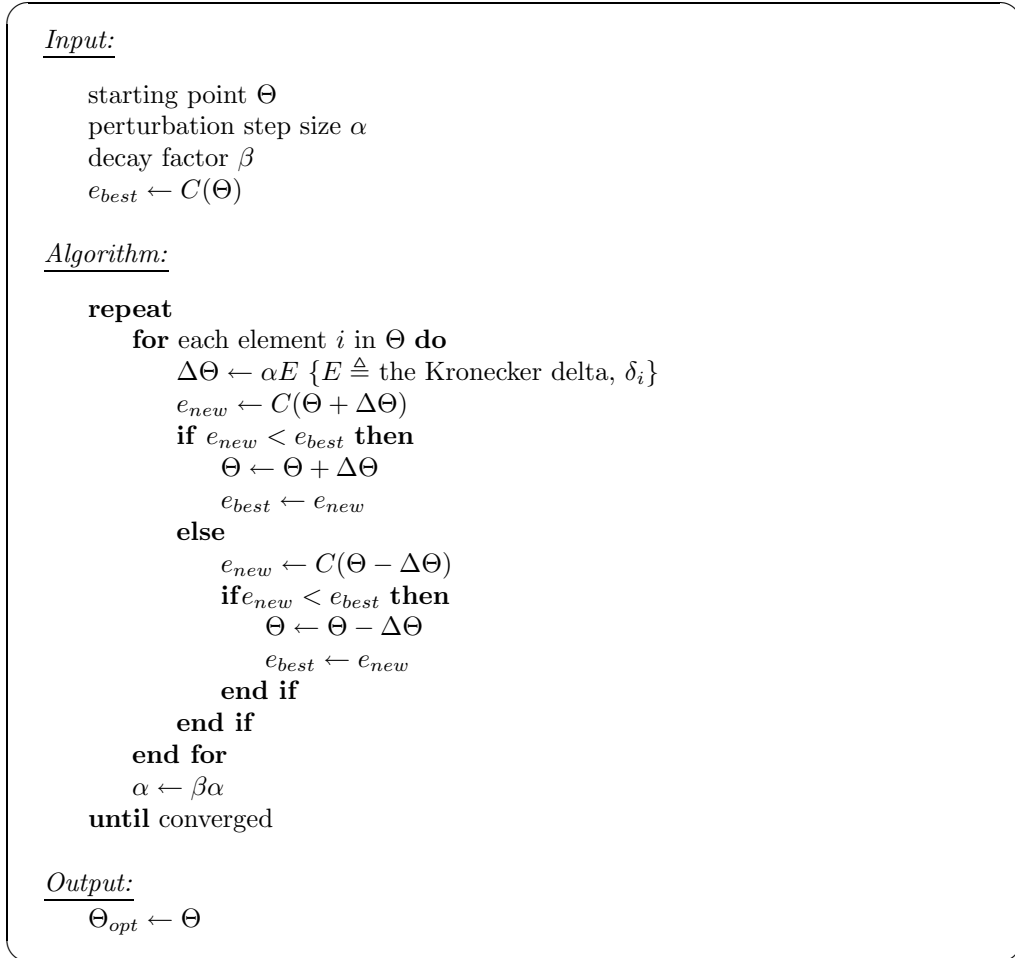 Input:
starting point Θ
perturbation step size α
decay factor β
e_best ← C(Θ)
Algorithm:
repeat
for each element i in Θ do
ΔΘ ← αE {E ≜ the Kronecker delta, δ_i}
e_new ← C(Θ + ΔΘ)
if e_new < e_best then
Θ ← Θ + ΔΘ
e_best ← e_new
else
e_new ← C(Θ − ΔΘ)
ife_new < e_best then
Θ ← Θ − ΔΘ
e_best ← e_new
end if
end if
end for
α ← βα
until converged
Output:
Θ_opt ← Θ